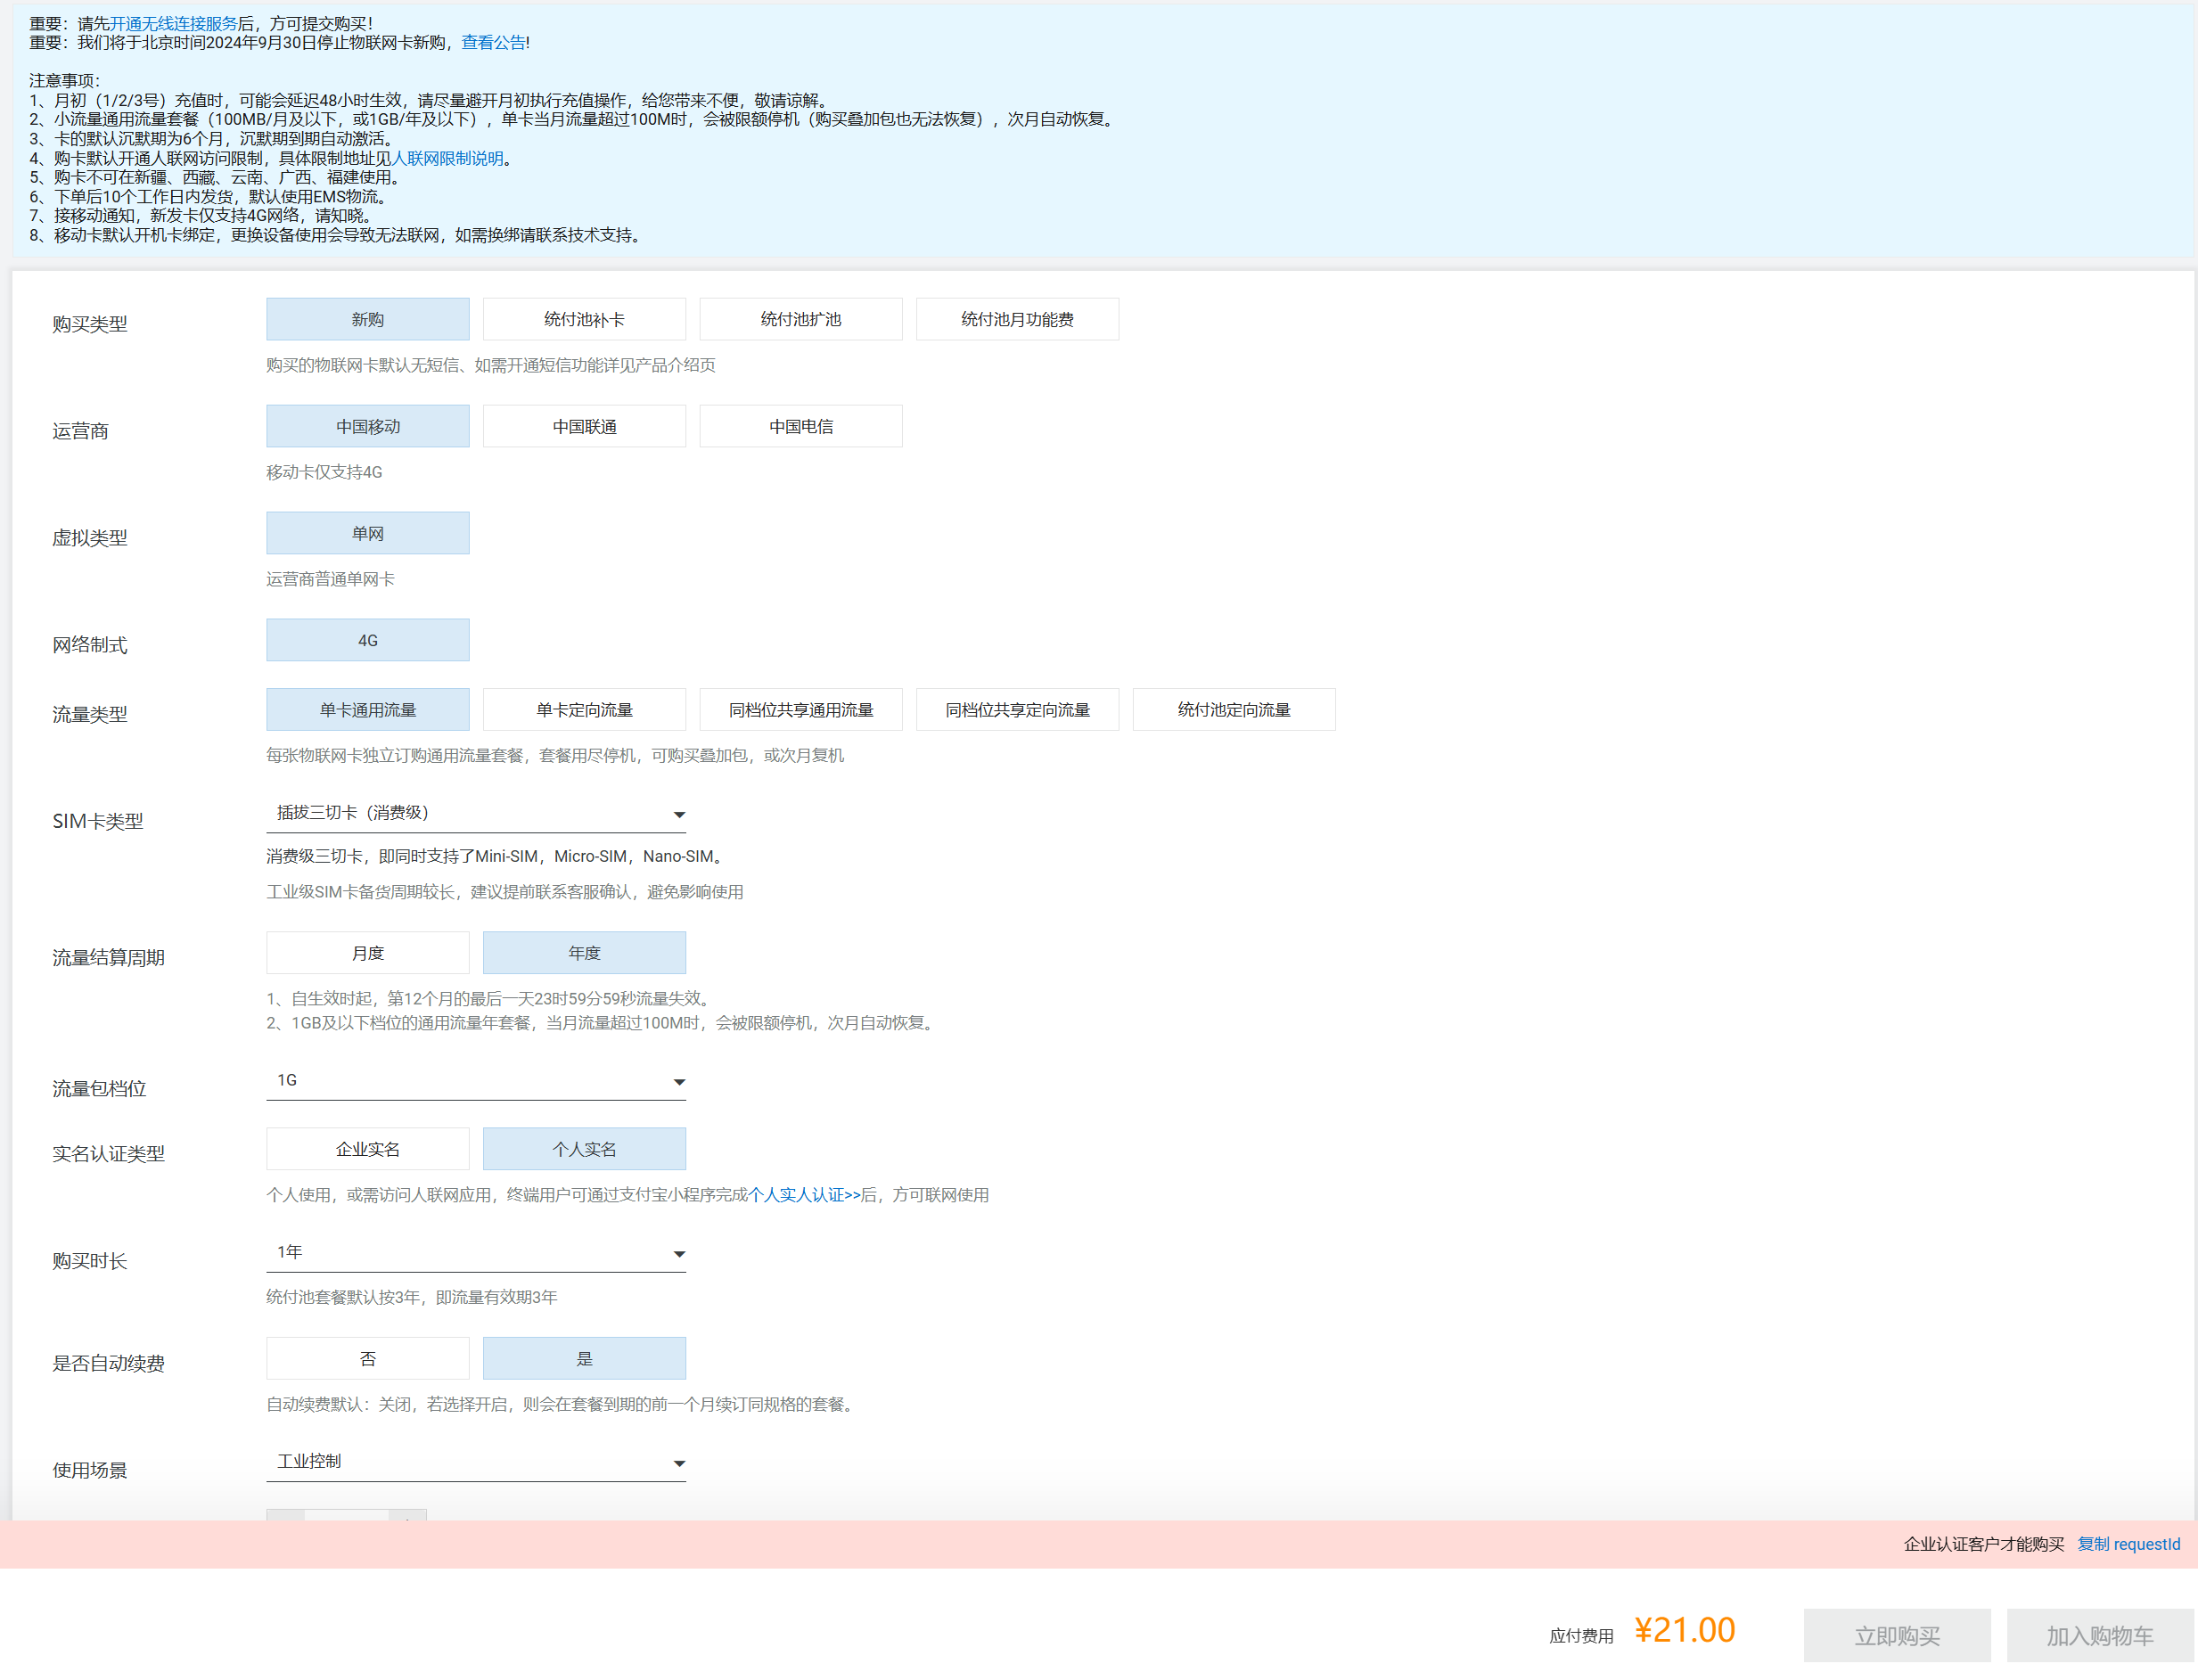 重要：请先开通无线连接服务后，方可提交购买！
重要：我们将于北京时间2024年9月30日停止物联网卡新购，查看公告!
注意事项：
1、月初（1/2/3号）充值时，可能会延迟48小时生效，请尽量避开月初执行充值操作，给您带来不便，敬请谅解。
2、小流量通用流量套餐（100MB/月及以下，或1GB/年及以下），单卡当月流量超过100M时，会被限额停机（购买叠加包也无法恢复），次月自动恢复。
3、卡的默认沉默期为6个月，沉默期到期自动激活。
4、购卡默认开通人联网访问限制，具体限制地址见人联网限制说明。
5、购卡不可在新疆、西藏、云南、广西、福建使用。
6、下单后10个工作日内发货，默认使用EMS物流。
7、接移动通知，新发卡仅支持4G网络，请知晓。
8、移动卡默认开机卡绑定，更换设备使用会导致无法联网，如需换绑请联系技术支持。
购买类型 新购 统付池补卡 统付池扩池 统付池月功能费
购买的物联网卡默认无短信、如需开通短信功能详见产品介绍页
运营商 中国移动 中国联通 中国电信
移动卡仅支持4G
虚拟类型 单网
运营商普通单网卡
网络制式 4G
流量类型 单卡通用流量 单卡定向流量 同档位共享通用流量 同档位共享定向流量 统付池定向流量
每张物联网卡独立订购通用流量套餐，套餐用尽停机，可购买叠加包，或次月复机
SIM卡类型 插拔三切卡（消费级）
消费级三切卡，即同时支持了Mini-SIM，Micro-SIM，Nano-SIM。
工业级SIM卡备货周期较长，建议提前联系客服确认，避免影响使用
流量结算周期 月度 年度
1、自生效时起，第12个月的最后一天23时59分59秒流量失效。
2、1GB及以下档位的通用流量年套餐，当月流量超过100M时，会被限额停机，次月自动恢复。
流量包档位 1G
实名认证类型 企业实名 个人实名
个人使用，或需访问人联网应用，终端用户可通过支付宝小程序完成个人实人认证>>后，方可联网使用
购买时长 1年
统付池套餐默认按3年，即流量有效期3年
是否自动续费 否 是
自动续费默认：关闭，若选择开启，则会在套餐到期的前一个月续订同规格的套餐。
使用场景 工业控制
企业认证客户才能购买 复制 requestId
应付费用 ¥21.00 立即购买 加入购物车